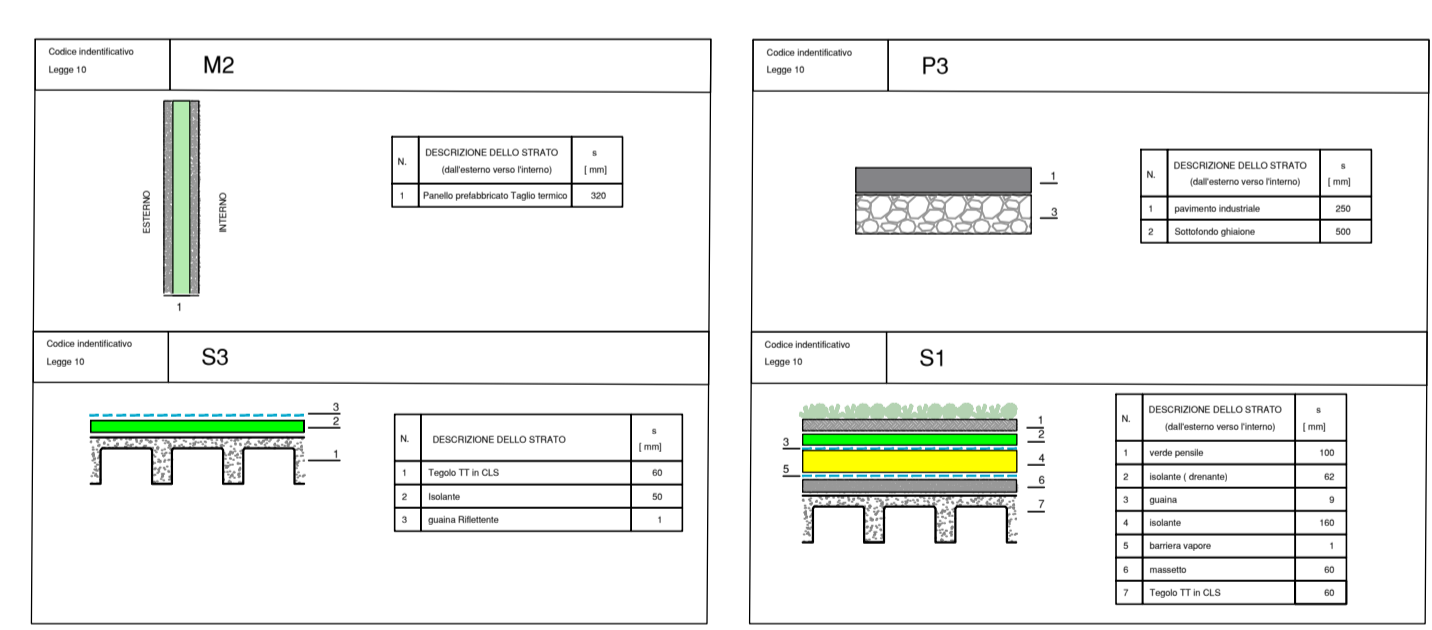 Codice indentificativo
Legge 10
M2
ESTERNO
INTERNO
1
N.
DESCRIZIONE DELLO STRATO
(dall'esterno verso l'interno)
s
[ mm]
1 Panello prefabbricato Taglio termico 320
Codice indentificativo
Legge 10
P3
1
3
N.
DESCRIZIONE DELLO STRATO
(dall'esterno verso l'interno)
s
[ mm]
1 pavimento industriale 250
2 Sottofondo ghiaione 500
Codice indentificativo
Legge 10
S3
3
2
1
N.
DESCRIZIONE DELLO STRATO
s
[ mm]
1 Tegolo TT in CLS 60
2 Isolante 50
3 guaina Riflettente 1
Codice indentificativo
Legge 10
S1
1
2
3
4
5
6
7
N.
DESCRIZIONE DELLO STRATO
(dall'esterno verso l'interno)
s
[ mm]
1 verde pensile 100
2 isolante ( drenante) 62
3 guaina 9
4 isolante 160
5 barriera vapore 1
6 massetto 60
7 Tegolo TT in CLS 60